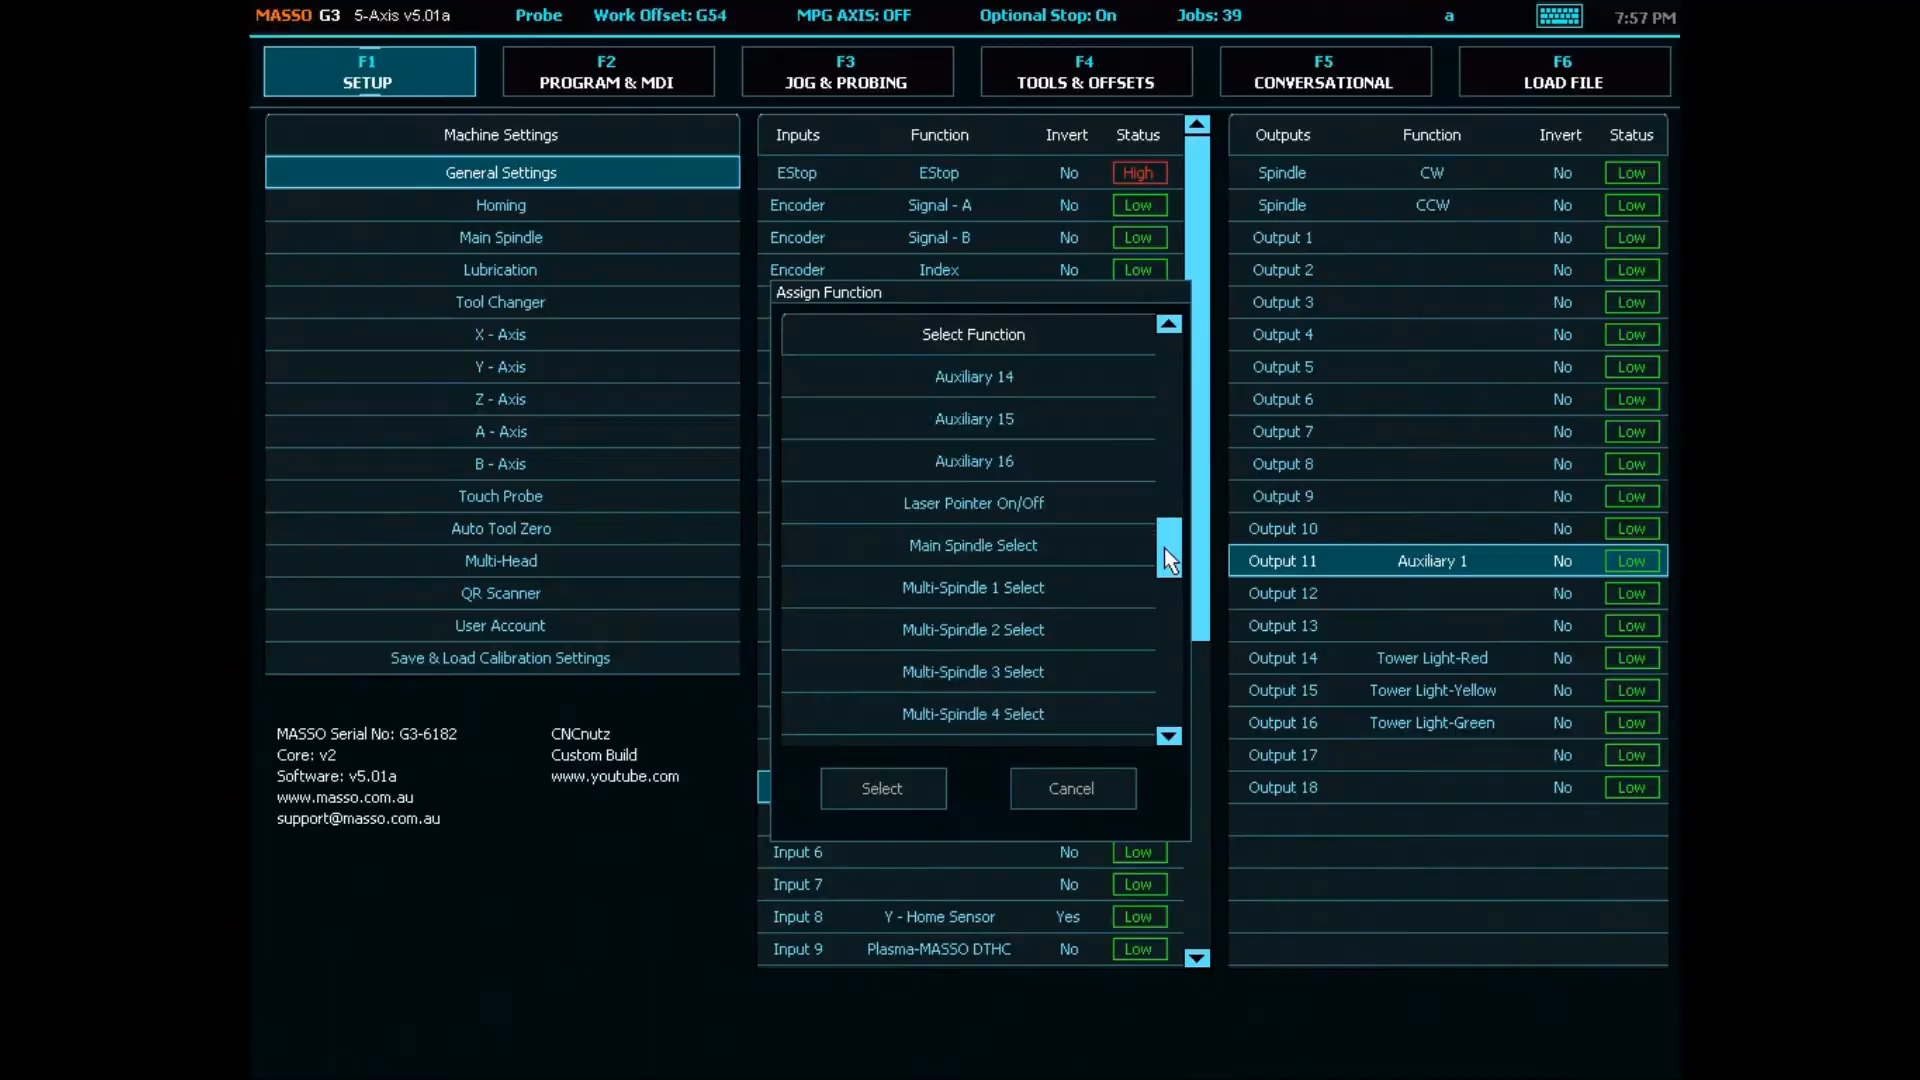 MASSO G3 5-Axis v5.01a Probe Work Offset: G54 MPG AXIS: OFF Optional Stop: On Jobs: 39 a 7:57 PM
F1 F2 F3 F4 F5 F6
SETUP PROGRAM & MDI JOG & PROBING TOOLS & OFFSETS CONVERSATIONAL LOAD FILE
Machine Settings
General Settings
Homing
Main Spindle
Lubrication
Tool Changer
X - Axis
Y - Axis
Z - Axis
A - Axis
B - Axis
Touch Probe
Auto Tool Zero
Multi-Head
QR Scanner
User Account
Save & Load Calibration Settings
MASSO Serial No: G3-6182
Core: v2
Software: v5.01a
www.masso.com.au
support@masso.com.au
CNCnutz
Custom Build
www.youtube.com
Inputs Function Invert Status
EStop EStop No High
Encoder Signal - A No Low
Encoder Signal - B No Low
Encoder Index No Low
Assign Function
Select Function
Auxiliary 14
Auxiliary 15
Auxiliary 16
Laser Pointer On/Off
Main Spindle Select
Multi-Spindle 1 Select
Multi-Spindle 2 Select
Multi-Spindle 3 Select
Multi-Spindle 4 Select
Select Cancel
Input 6 No Low
Input 7 No Low
Input 8 Y - Home Sensor Yes Low
Input 9 Plasma-MASSO DTHC No Low
Outputs Function Invert Status
Spindle CW No Low
Spindle CCW No Low
Output 1 No Low
Output 2 No Low
Output 3 No Low
Output 4 No Low
Output 5 No Low
Output 6 No Low
Output 7 No Low
Output 8 No Low
Output 9 No Low
Output 10 No Low
Output 11 Auxiliary 1 No Low
Output 12 No Low
Output 13 No Low
Output 14 Tower Light-Red No Low
Output 15 Tower Light-Yellow No Low
Output 16 Tower Light-Green No Low
Output 17 No Low
Output 18 No Low